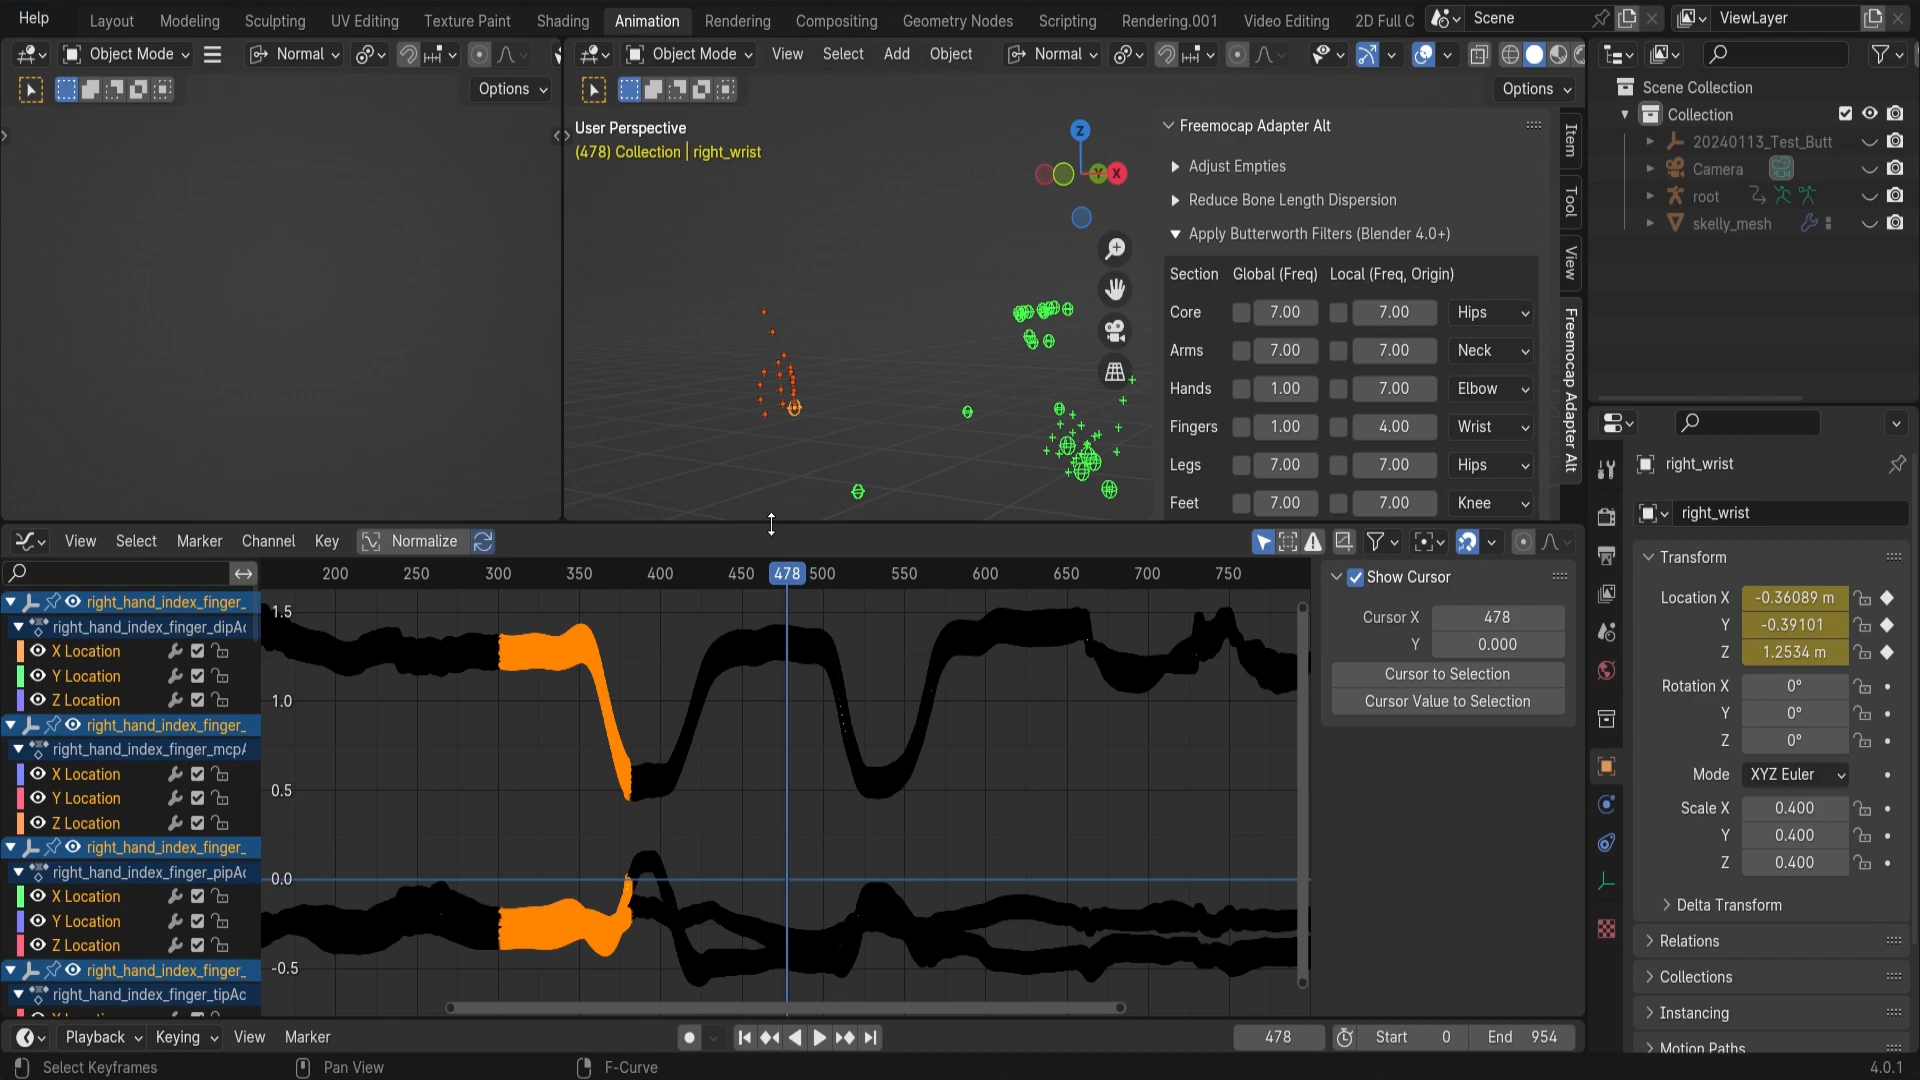 Help
Layout
Modeling
Sculpting
UV Editing
Texture Paint
Shading
Animation
Rendering
Compositing
Geometry Nodes
Scripting
Rendering.001
Video Editing
2D Full C
Scene
ViewLayer
Object Mode
Normal
Object Mode
View
Select
Add
Object
Normal
Options
Options
User Perspective
(478) Collection | right_wrist
Z
Y
X
Freemocap Adapter Alt
Adjust Empties
Reduce Bone Length Dispersion
Apply Butterworth Filters (Blender 4.0+)
Section Global (Freq) Local (Freq, Origin)
Core 7.00 7.00 Hips
Arms 7.00 7.00 Neck
Hands 1.00 7.00 Elbow
Fingers 1.00 4.00 Wrist
Legs 7.00 7.00 Hips
Feet 7.00 7.00 Knee
Item
Tool
View
Freemocap Adapter Alt
Scene Collection
Collection
20240113_Test_Butt
Camera
root
skelly_mesh
View
Select
Marker
Channel
Key
Normalize
200 250 300 350 400 450 478 500 550 600 650 700 750
right_hand_index_finger_
right_hand_index_finger_dipAc
X Location
Y Location
Z Location
right_hand_index_finger_
right_hand_index_finger_mcpA
X Location
Y Location
Z Location
right_hand_index_finger_
right_hand_index_finger_pipAc
X Location
Y Location
Z Location
right_hand_index_finger_
right_hand_index_finger_tipAc
1.5
1.0
0.5
0.0
-0.5
Show Cursor
Cursor X 478
Y 0.000
Cursor to Selection
Cursor Value to Selection
right_wrist
right_wrist
Transform
Location X -0.36089 m
Y -0.39101
Z 1.2534 m
Rotation X 0°
Y 0°
Z 0°
Mode XYZ Euler
Scale X 0.400
Y 0.400
Z 0.400
Delta Transform
Relations
Collections
Instancing
Motion Paths
Playback
Keying
View
Marker
478
Start 0
End 954
Select Keyframes
Pan View
F-Curve
4.0.1